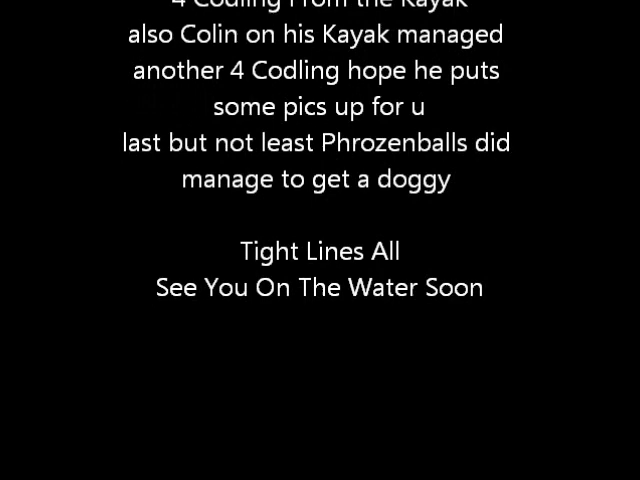 4 Codling From the Kayak
also Colin on his Kayak managed
another 4 Codling hope he puts
some pics up for u
last but not least Phrozenballs did
manage to get a doggy
Tight Lines All
See You On The Water Soon